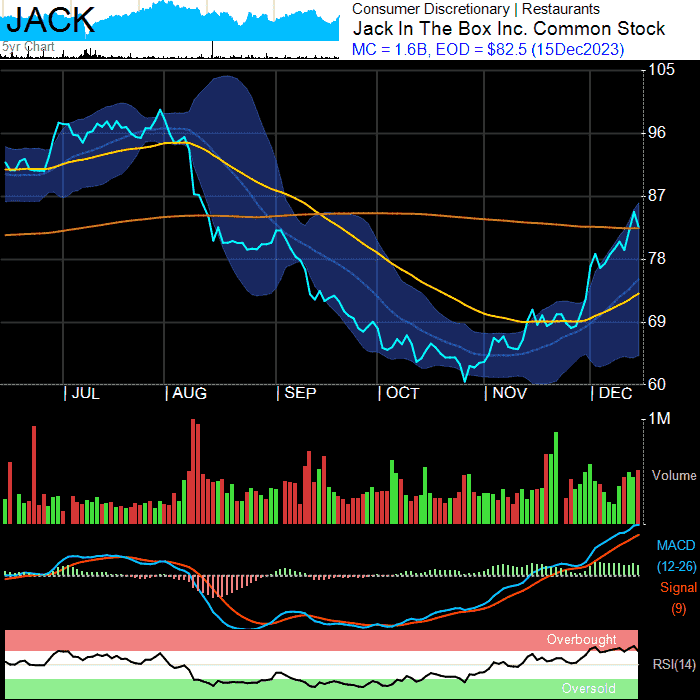 JACK
5yr Chart
Consumer Discretionary | Restaurants
Jack In The Box Inc. Common Stock
MC = 1.6B, EOD = $82.5 (15Dec2023)
105
96
87
78
69
60
| JUL | AUG | SEP | OCT | NOV | DEC
1M
Volume
MACD
(12-26)
Signal
(9)
Overbought
RSI(14)
Oversold